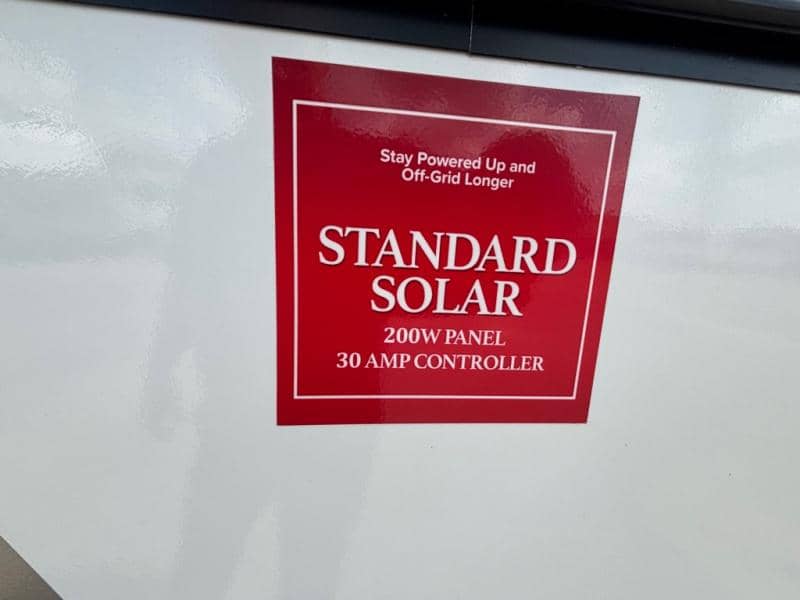 Stay Powered Up and
Off-Grid Longer
STANDARD
SOLAR
200W PANEL
30 AMP CONTROLLER